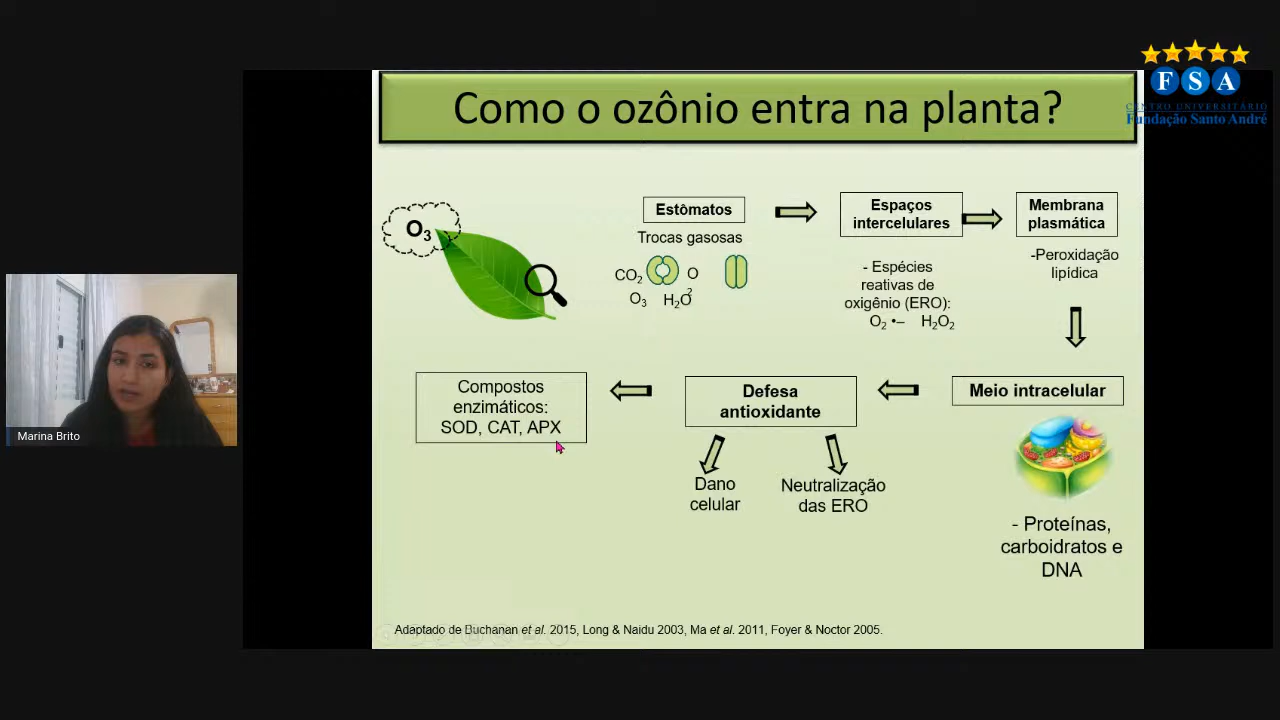 FSA
CENTRO UNIVERSITÁRIO
Fundação Santo André
Como o ozônio entra na planta?
O3
Estômatos
Trocas gasosas
CO2
O2
O3
H2O
Espaços
intercelulares
- Espécies
reativas de
oxigênio (ERO):
O2 •– H2O2
Membrana
plasmática
-Peroxidação
lipídica
Meio intracelular
- Proteínas,
carboidratos e
DNA
Defesa
antioxidante
Dano
celular
Neutralização
das ERO
Compostos
enzimáticos:
SOD, CAT, APX
Marina Brito
Adaptado de Buchanan et al. 2015, Long & Naidu 2003, Ma et al. 2011, Foyer & Noctor 2005.